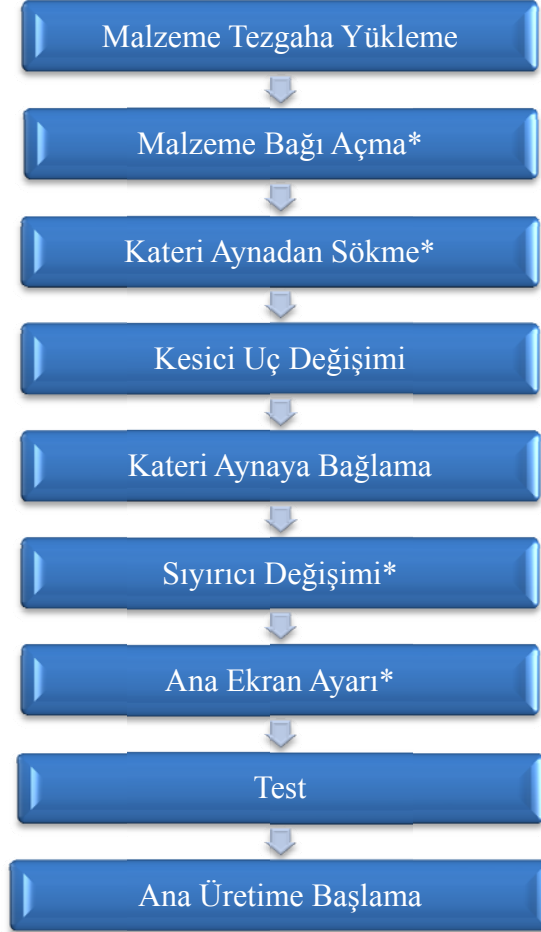 Malzeme Tezgaha Yükleme
Malzeme Bağı Açma*
Kateri Aynadan Sökme*
Kesici Uç Değişimi
Kateri Aynaya Bağlama
Sıyırıcı Değişimi*
Ana Ekran Ayarı*
Test
Ana Üretime Başlama